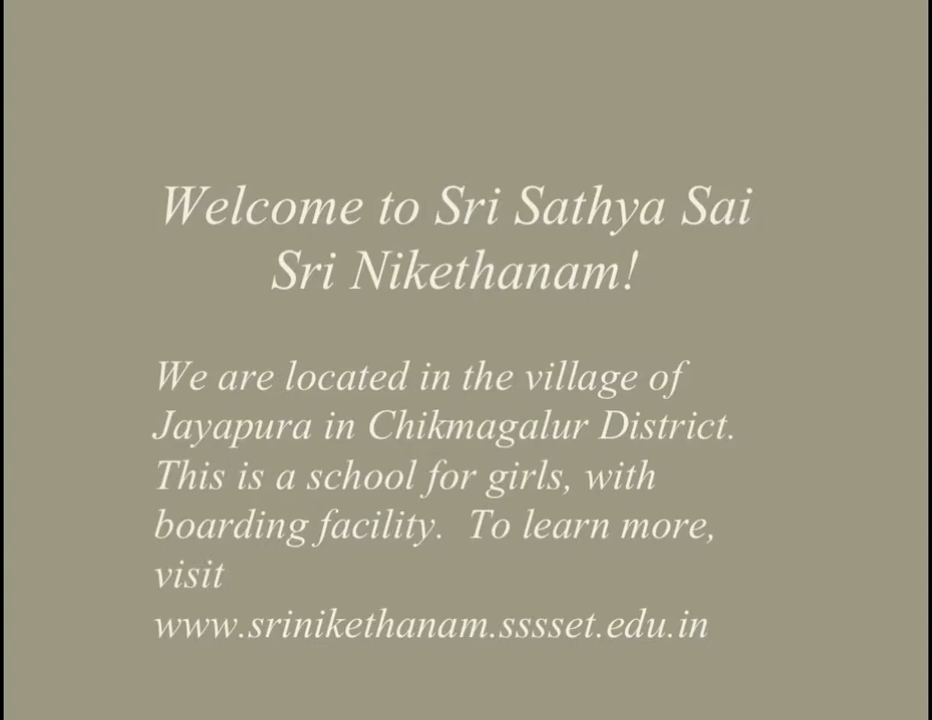 Welcome to Sri Sathya Sai
Sri Nikethanam!
We are located in the village of
Jayapura in Chikmagalur District.
This is a school for girls, with
boarding facility.  To learn more,
visit
www.srinikethanam.sssset.edu.in